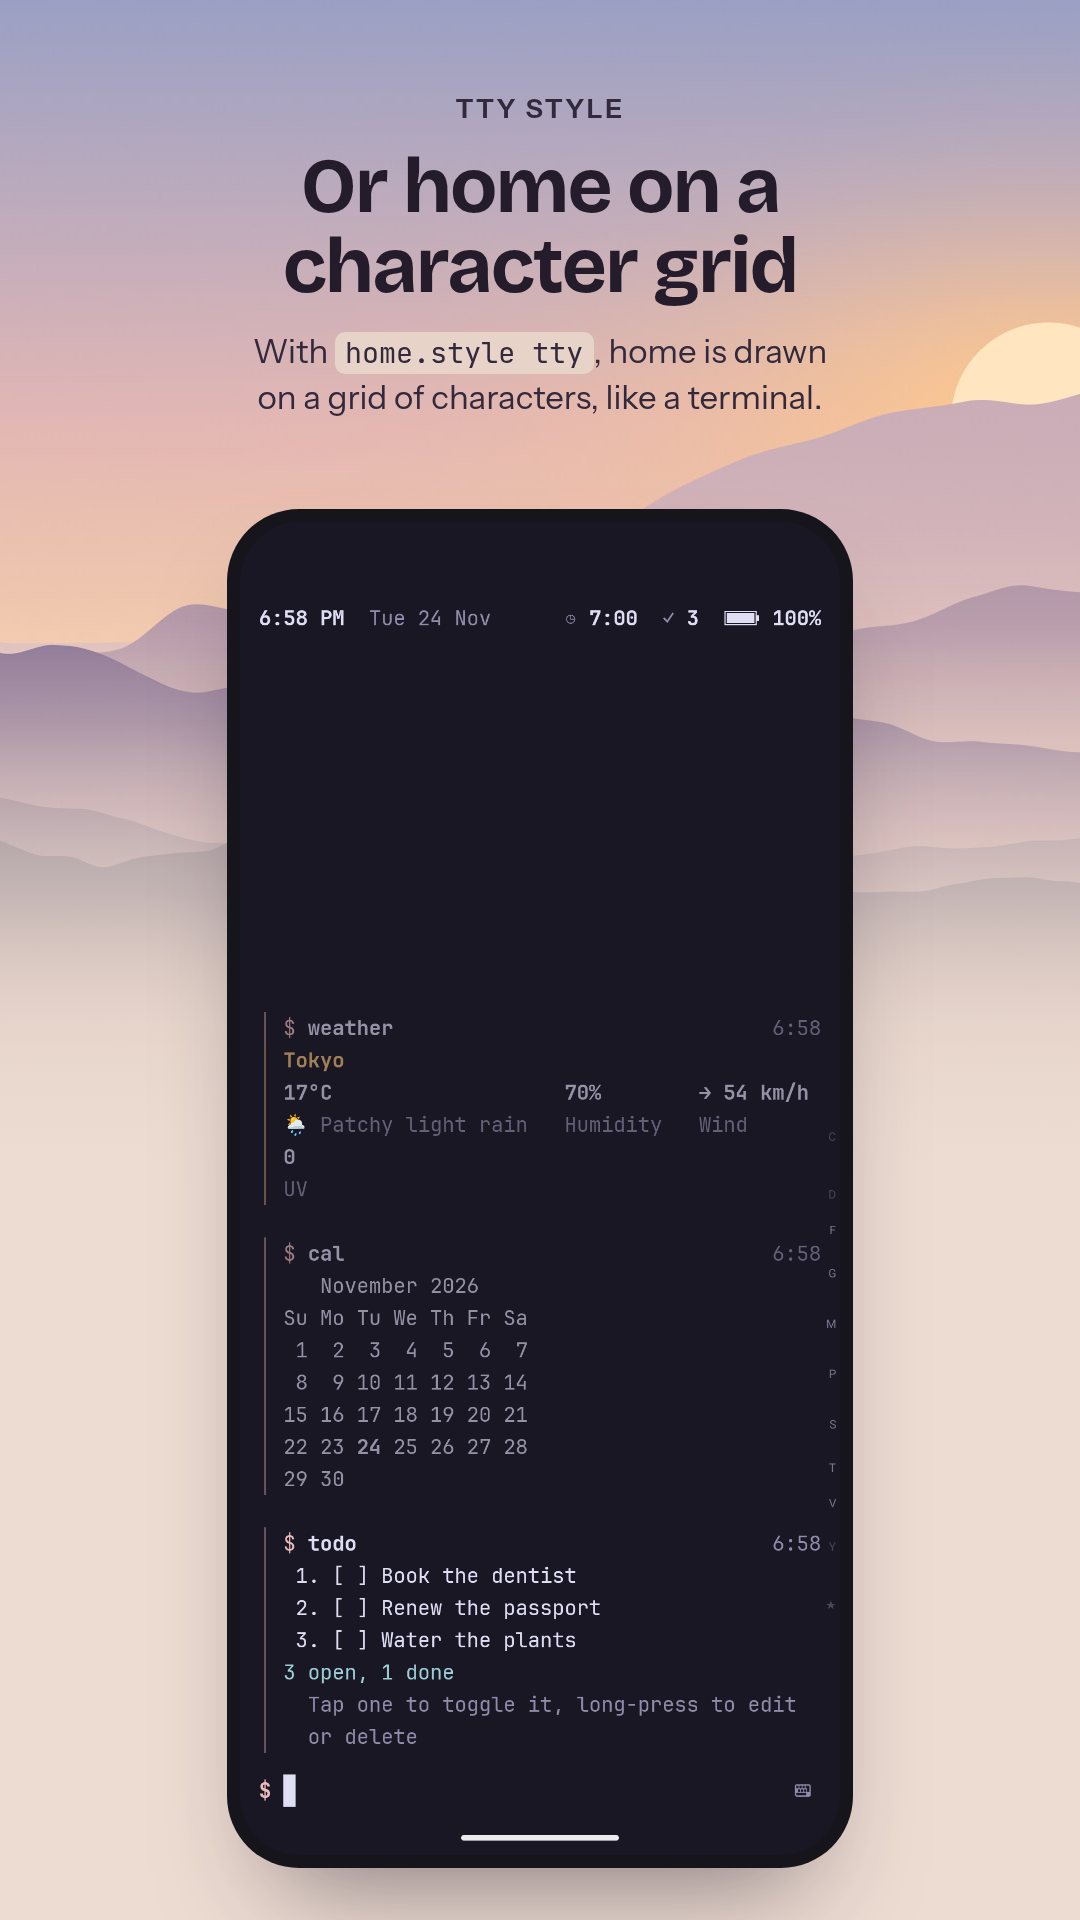 TTY STYLE
Or home on a
character grid
With home.style tty, home is drawn
on a grid of characters, like a terminal.
6:58 PM Tue 24 Nov ◷ 7:00 ✓ 3 100%
$ weather 6:58
Tokyo
17°C 70% → 54 km/h
🌦 Patchy light rain Humidity Wind
0
UV
$ cal 6:58
November 2026
Su Mo Tu We Th Fr Sa
1 2 3 4 5 6 7
8 9 10 11 12 13 14
15 16 17 18 19 20 21
22 23 24 25 26 27 28
29 30
$ todo 6:58
1. [ ] Book the dentist
2. [ ] Renew the passport
3. [ ] Water the plants
3 open, 1 done
Tap one to toggle it, long-press to edit
or delete
$
C
D
F
G
M
P
S
T
V
Y
★